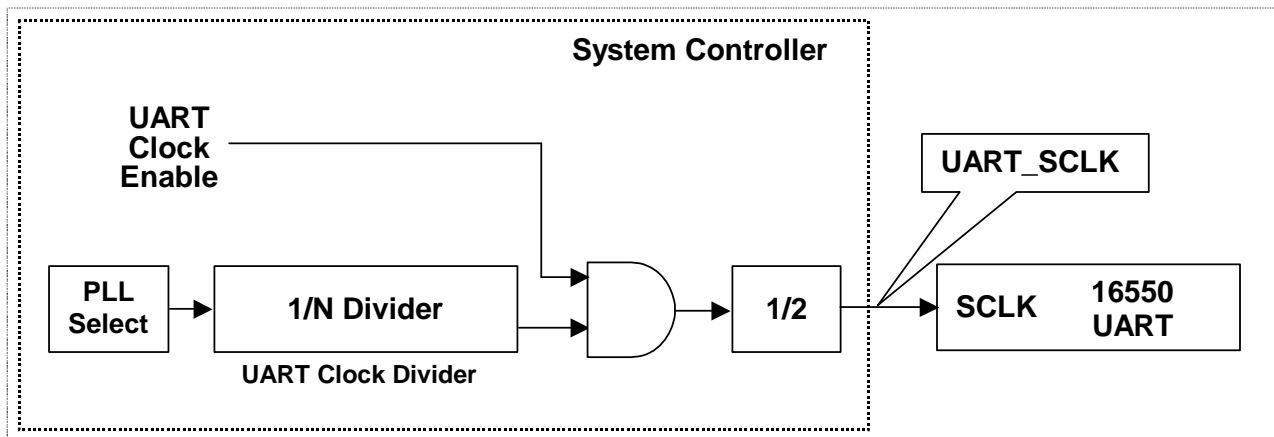 System Controller
UART
Clock
Enable
UART_SCLK
PLL
Select
1/N Divider
1/2
SCLK
16550
UART
UART Clock Divider